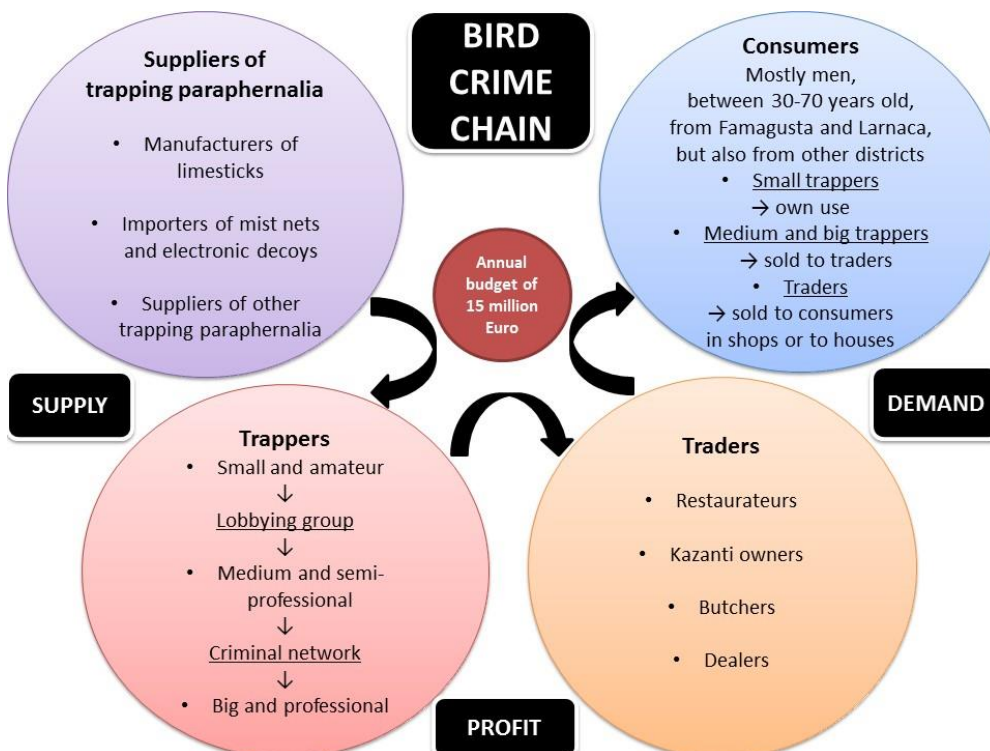 BIRD
CRIME
CHAIN
Suppliers of
trapping paraphernalia
• Manufacturers of
limesticks
• Importers of mist nets
and electronic decoys
• Suppliers of other
trapping paraphernalia
Consumers
Mostly men,
between 30-70 years old,
from Famagusta and Larnaca,
but also from other districts
• Small trappers
→ own use
• Medium and big trappers
→ sold to traders
• Traders
→ sold to consumers
in shops or to houses
Annual
budget of
15 million
Euro
SUPPLY
DEMAND
Trappers
• Small and amateur
↓
Lobbying group
↓
• Medium and semi-
professional
↓
Criminal network
↓
• Big and professional
Traders
• Restaurateurs
• Kazanti owners
• Butchers
• Dealers
PROFIT